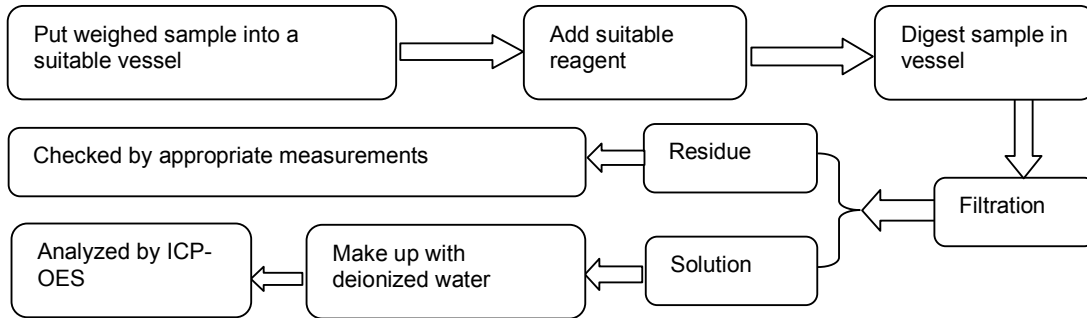 Put weighed sample into a
suitable vessel
Add suitable
reagent
Digest sample in
vessel
Filtration
Residue
Checked by appropriate measurements
Solution
Make up with
deionized water
Analyzed by ICP-
OES